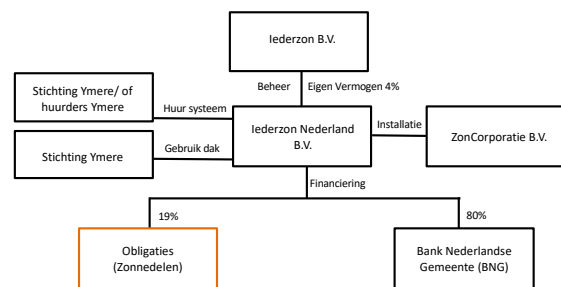 Iederzon B.V.
Beheer
Eigen Vermogen 4%
Stichting Ymere/ of
huurders Ymere
Huur systeem
Iederzon Nederland
B.V.
Installatie
ZonCorporatie B.V.
Stichting Ymere
Gebruik dak
Financiering
19%
80%
Obligaties
(Zonnedelen)
Bank Nederlandse
Gemeente (BNG)